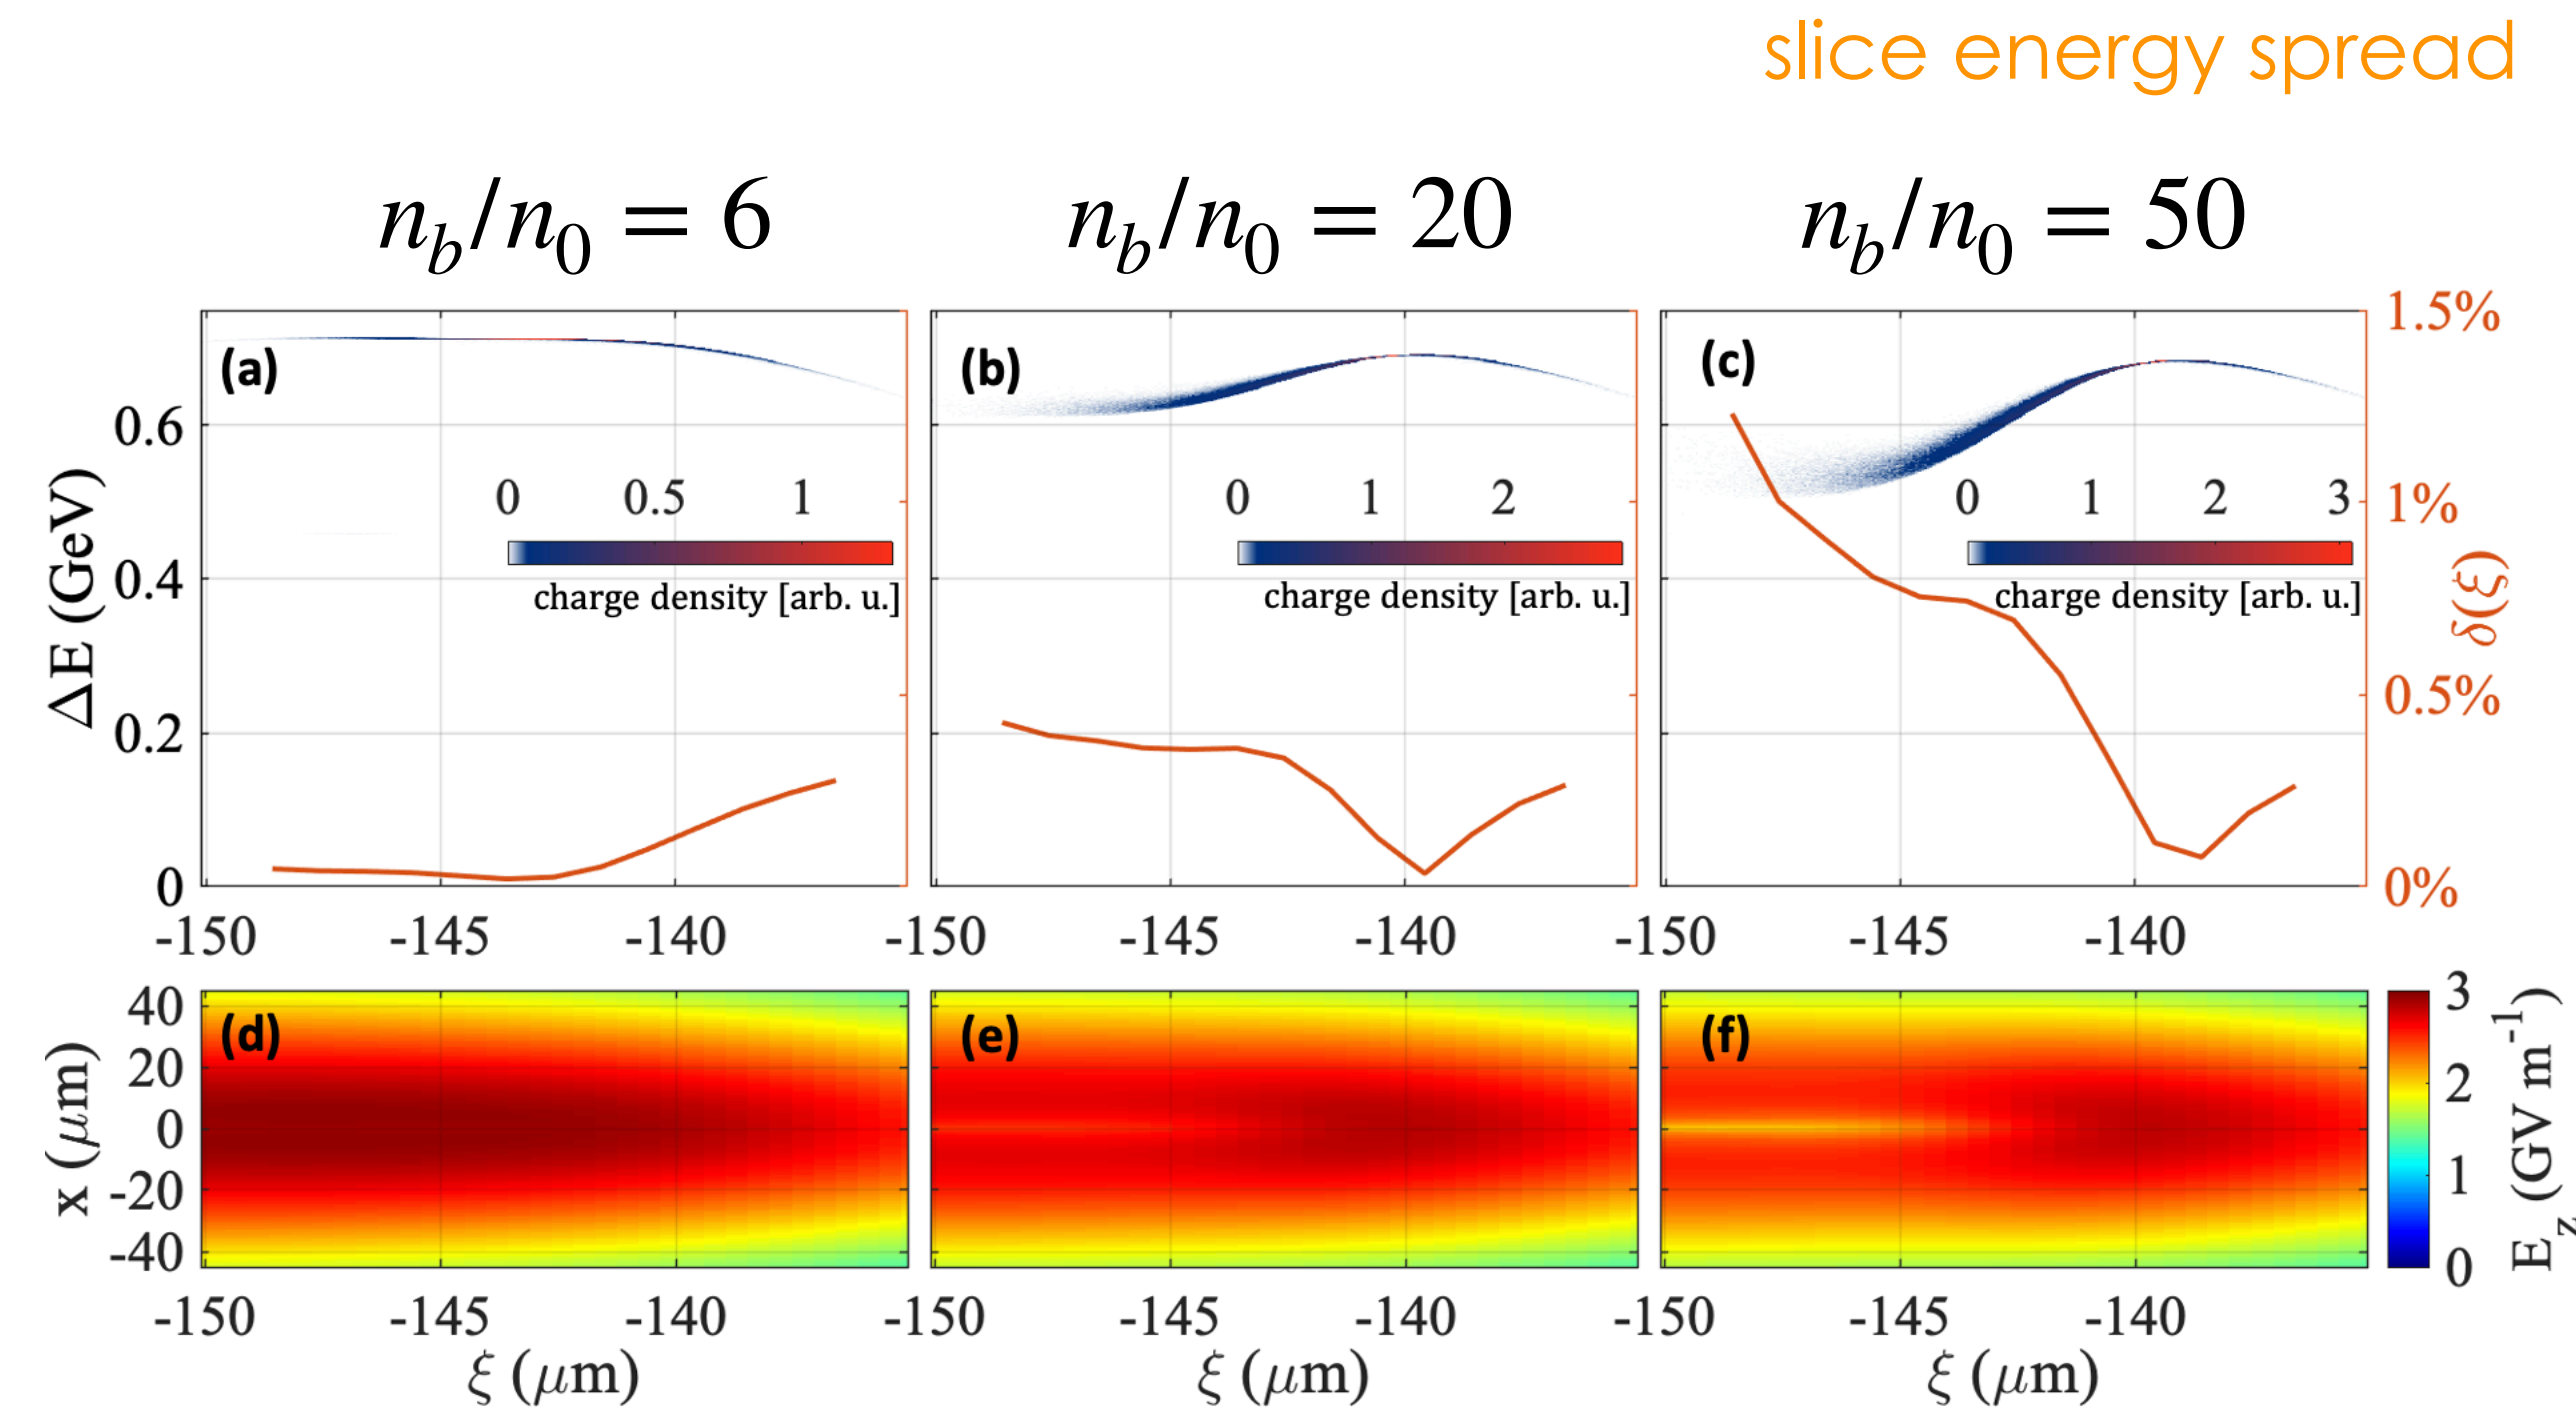 slice energy spread
n_b/n_0 = 6
n_b/n_0 = 20
n_b/n_0 = 50
(a)
(b)
(c)
ΔE (GeV)
0.6
0.4
0.2
0
0 0.5 1
charge density [arb. u.]
0 1 2
charge density [arb. u.]
0 1 2 3
charge density [arb. u.]
1.5%
1%
0.5%
0%
δ(ξ)
-150 -145 -140
-150 -145 -140
-150 -145 -140
(d)
(e)
(f)
x (μm)
40
20
0
-20
-40
3
2
1
0
E_z (GV m^-1)
-150 -145 -140
-150 -145 -140
-150 -145 -140
ξ (μm)
ξ (μm)
ξ (μm)